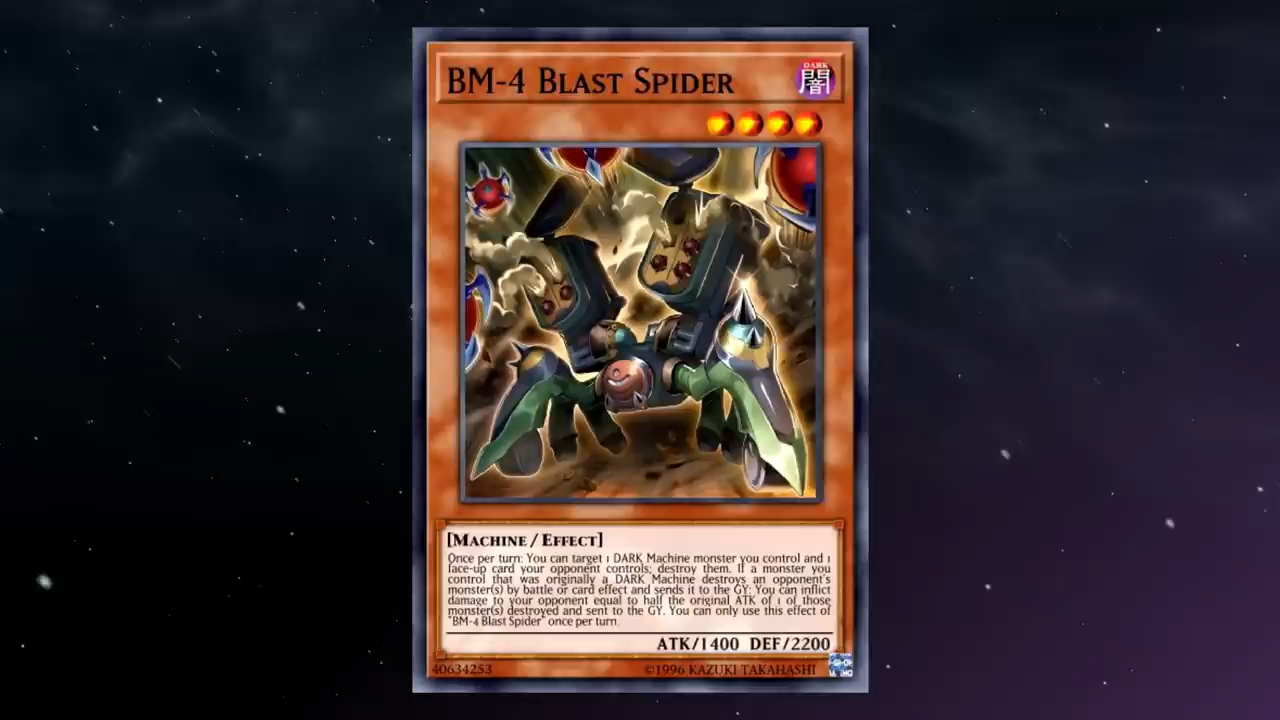 BM-4 Blast Spider
DARK
闇
[Machine / Effect]
Once per turn: You can target 1 DARK Machine monster you control and 1
face-up card your opponent controls; destroy them. If a monster you
control that was originally a DARK Machine destroys an opponent's
monster(s) by battle or card effect and sends it to the GY: You can inflict
damage to your opponent equal to half the original ATK of 1 of those
monster(s) destroyed and sent to the GY. You can only use this effect of
"BM-4 Blast Spider" once per turn.
ATK/1400 DEF/2200
40634253 ©1996 KAZUKI TAKAHASHI